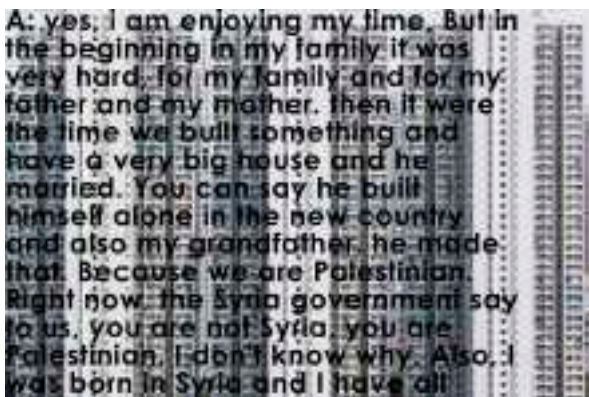 A: yes. I am enjoying my time. But in
the beginning in my family it was
very hard, for my family and for my
father and my mother. then it were
the time we built something and
have a very big house and he
married. You can say he built
himself alone in the new country
and also my grandfather, he made
that. Because we are Palestinian.
Right now, the Syria government say
to us, you are not Syria, you are
Palestinian. I don't know why. Also, I
was born in Syria and I have all